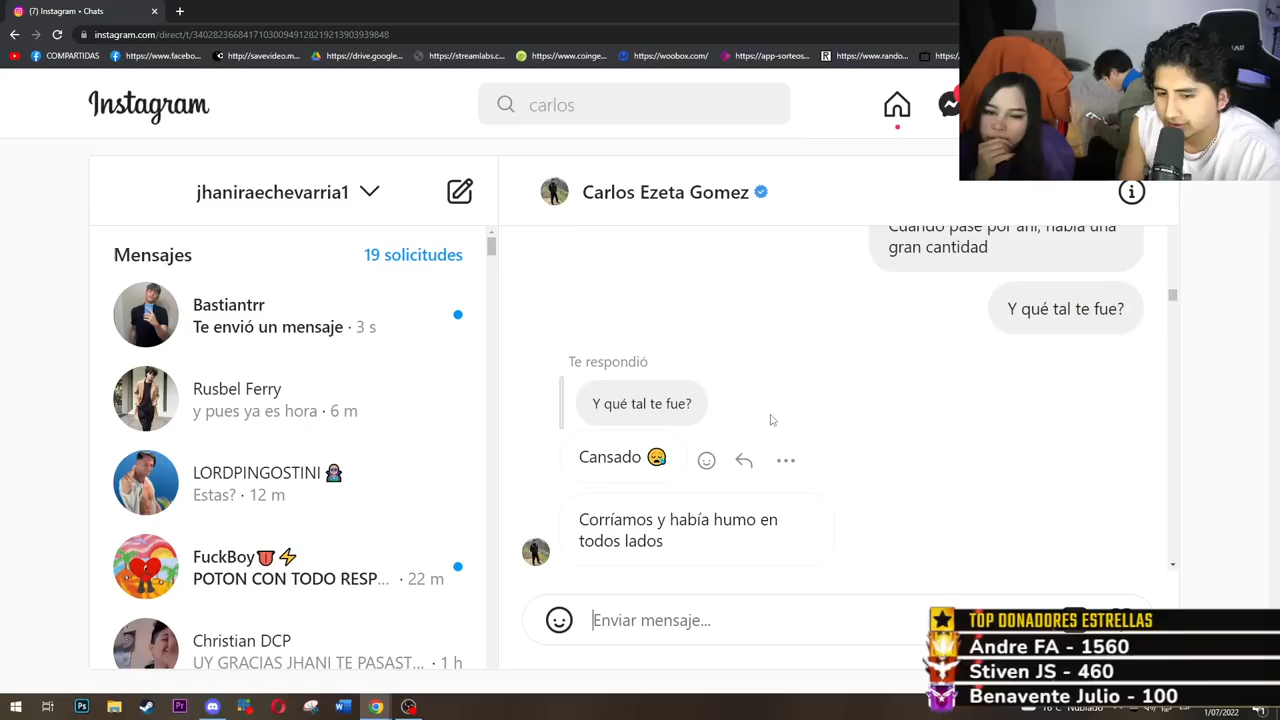 (7) Instagram • Chats
instagram.com/direct/t/340282366841710300949128219213903939848
COMPARTIDAS
https://www.facebo...
http://savevideo.m...
https://drive.google...
https://streamlabs.c...
https://www.coinge...
https://woobox.com/
https://app-sorteos...
https://www.rando...
Instagram
carlos
jhaniraechevarria1
Carlos Ezeta Gomez
Mensajes
19 solicitudes
Bastiantrr
Te envió un mensaje · 3 s
Rusbel Ferry
y pues ya es hora · 6 m
LORDPINGOSTINI
Estas? · 12 m
FuckBoy
POTON CON TODO RESP... · 22 m
Christian DCP
UY GRACIAS JHANI TE PASAST... · 1 h
Cuando pase por ahí, había una
gran cantidad
Y qué tal te fue?
Te respondió
Y qué tal te fue?
Cansado 😪
Corríamos y había humo en
todos lados
Enviar mensaje...
TOP DONADORES ESTRELLAS
Andre FA - 1560
Stiven JS - 460
Benavente Julio - 100
1/07/2022